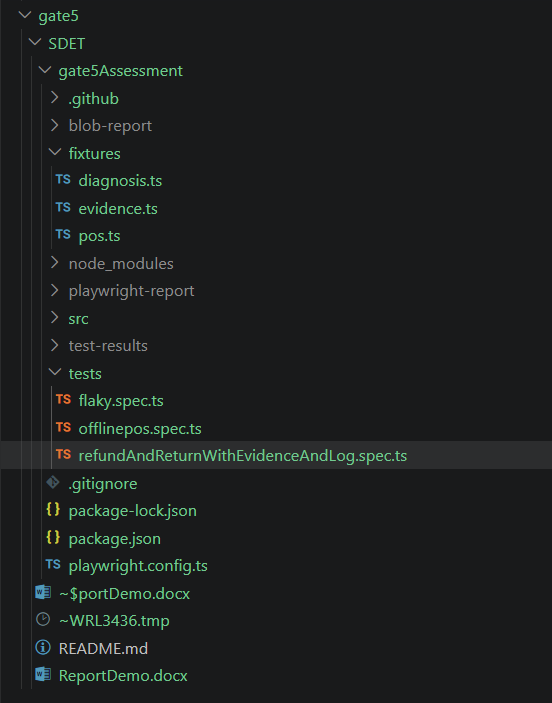 gate5
SDET
gate5Assessment
.github
blob-report
fixtures
TS diagnosis.ts
TS evidence.ts
TS pos.ts
node_modules
playwright-report
src
test-results
tests
TS flaky.spec.ts
TS offlinepos.spec.ts
TS refundAndReturnWithEvidenceAndLog.spec.ts
.gitignore
{ } package-lock.json
{ } package.json
TS playwright.config.ts
~$portDemo.docx
~WRL3436.tmp
README.md
ReportDemo.docx